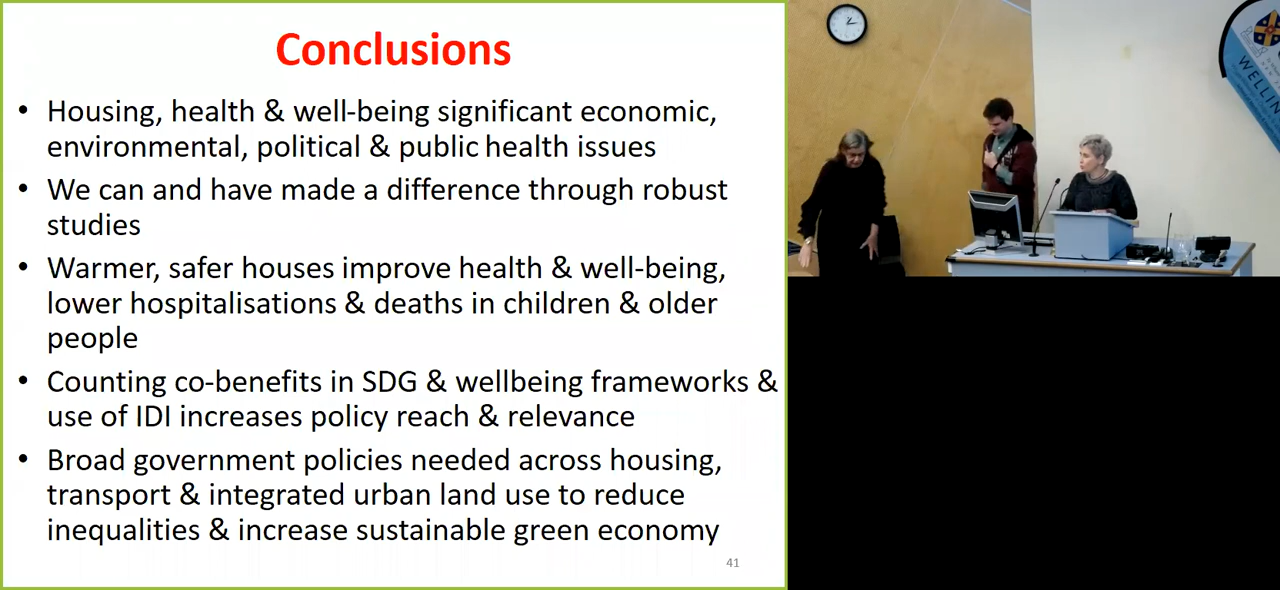 Conclusions
• Housing, health & well-being significant economic,
environmental, political & public health issues
• We can and have made a difference through robust
studies
• Warmer, safer houses improve health & well-being,
lower hospitalisations & deaths in children & older
people
• Counting co-benefits in SDG & wellbeing frameworks &
use of IDI increases policy reach & relevance
• Broad government policies needed across housing,
transport & integrated urban land use to reduce
inequalities & increase sustainable green economy
41
WELLIN